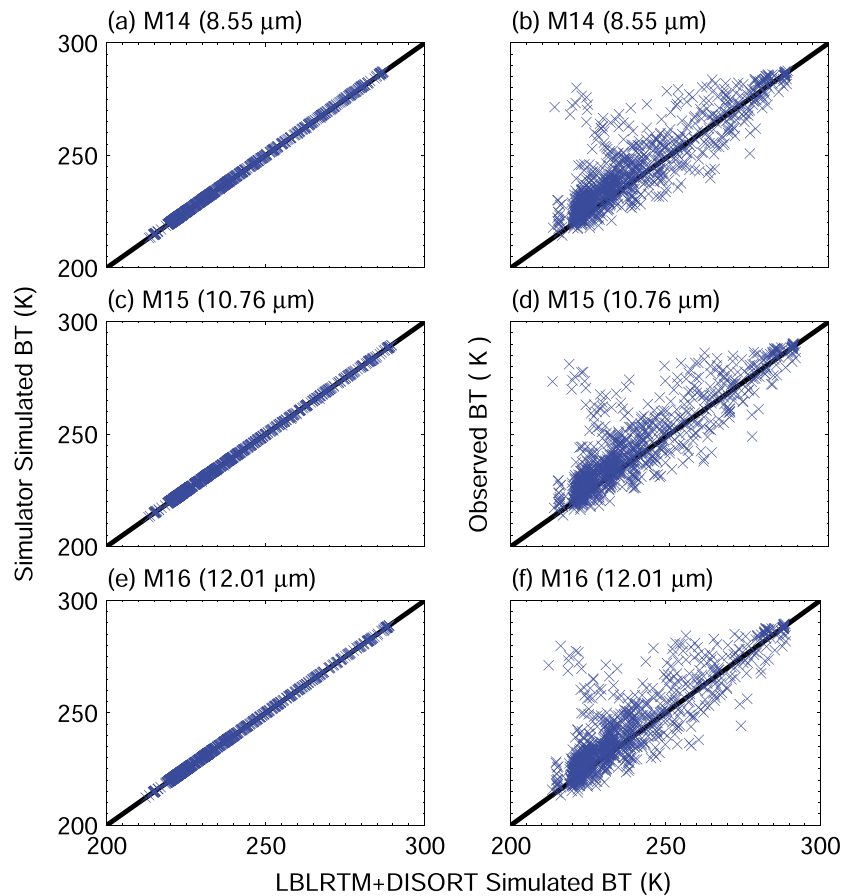 (a) M14 (8.55 μm)
(b) M14 (8.55 μm)
300
250
200
(c) M15 (10.76 μm)
(d) M15 (10.76 μm)
300
250
200
Simulator Simulated BT (K)
Observed BT ( K )
(e) M16 (12.01 μm)
(f) M16 (12.01 μm)
300
250
200
200 250 300 200 250 300
LBLRTM+DISORT Simulated BT (K)